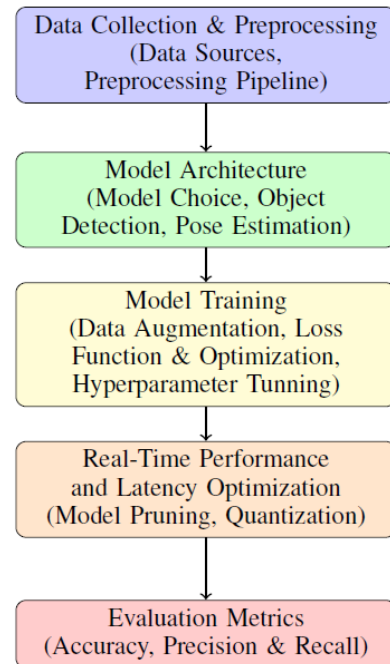 Data Collection & Preprocessing
(Data Sources,
Preprocessing Pipeline)
Model Architecture
(Model Choice, Object
Detection, Pose Estimation)
Model Training
(Data Augmentation, Loss
Function & Optimization,
Hyperparameter Tunning)
Real-Time Performance
and Latency Optimization
(Model Pruning, Quantization)
Evaluation Metrics
(Accuracy, Precision & Recall)